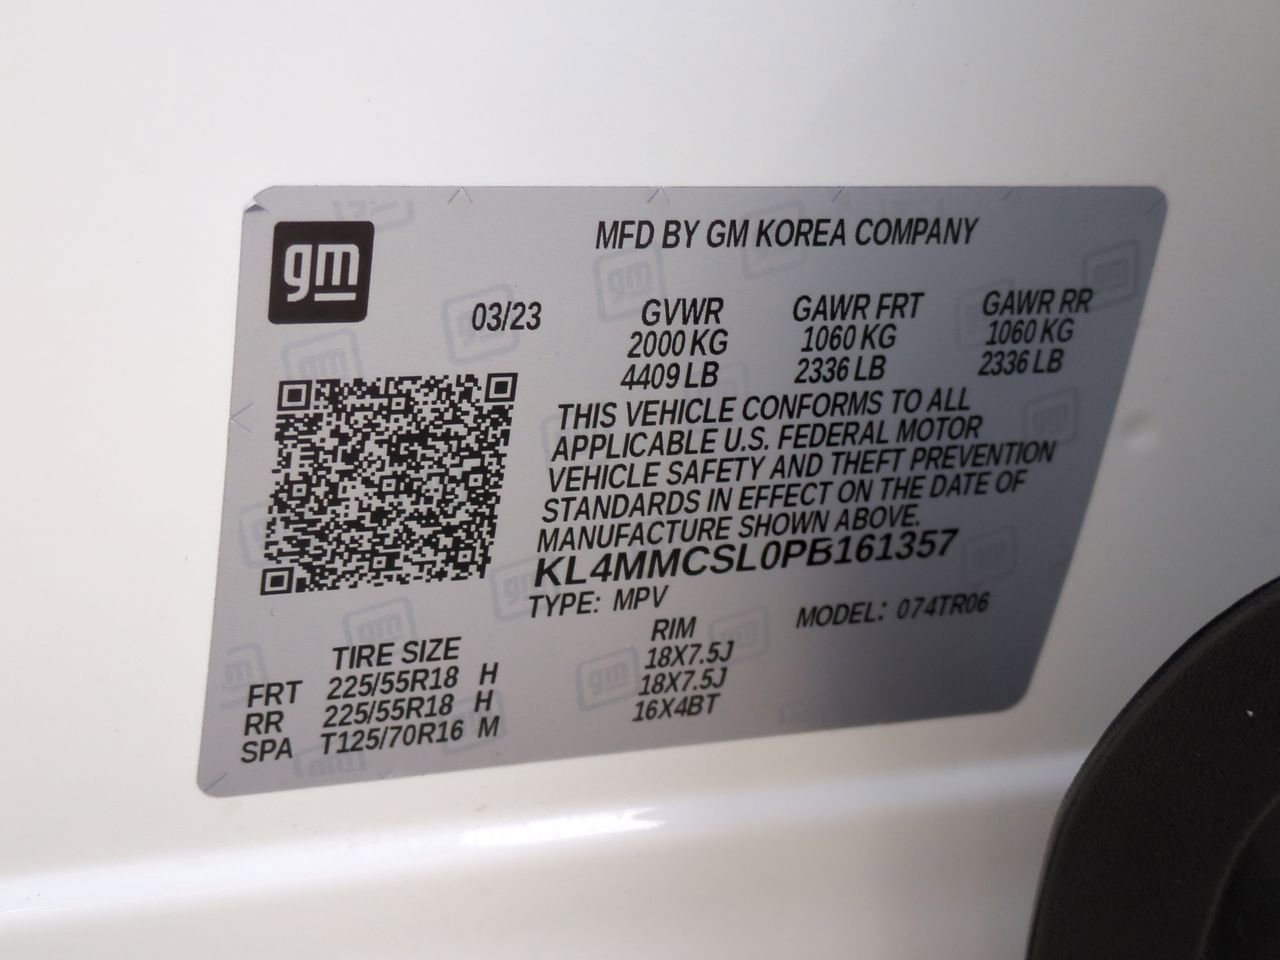 gm
MFD BY GM KOREA COMPANY
03/23 GVWR GAWR FRT GAWR RR
2000 KG 1060 KG 1060 KG
4409 LB 2336 LB 2336 LB
THIS VEHICLE CONFORMS TO ALL
APPLICABLE U.S. FEDERAL MOTOR
VEHICLE SAFETY AND THEFT PREVENTION
STANDARDS IN EFFECT ON THE DATE OF
MANUFACTURE SHOWN ABOVE.
KL4MMCSL0PB161357
TYPE: MPV MODEL: 074TR06
TIRE SIZE RIM
FRT 225/55R18 H 18X7.5J
RR 225/55R18 H 18X7.5J
SPA T125/70R16 M 16X4BT